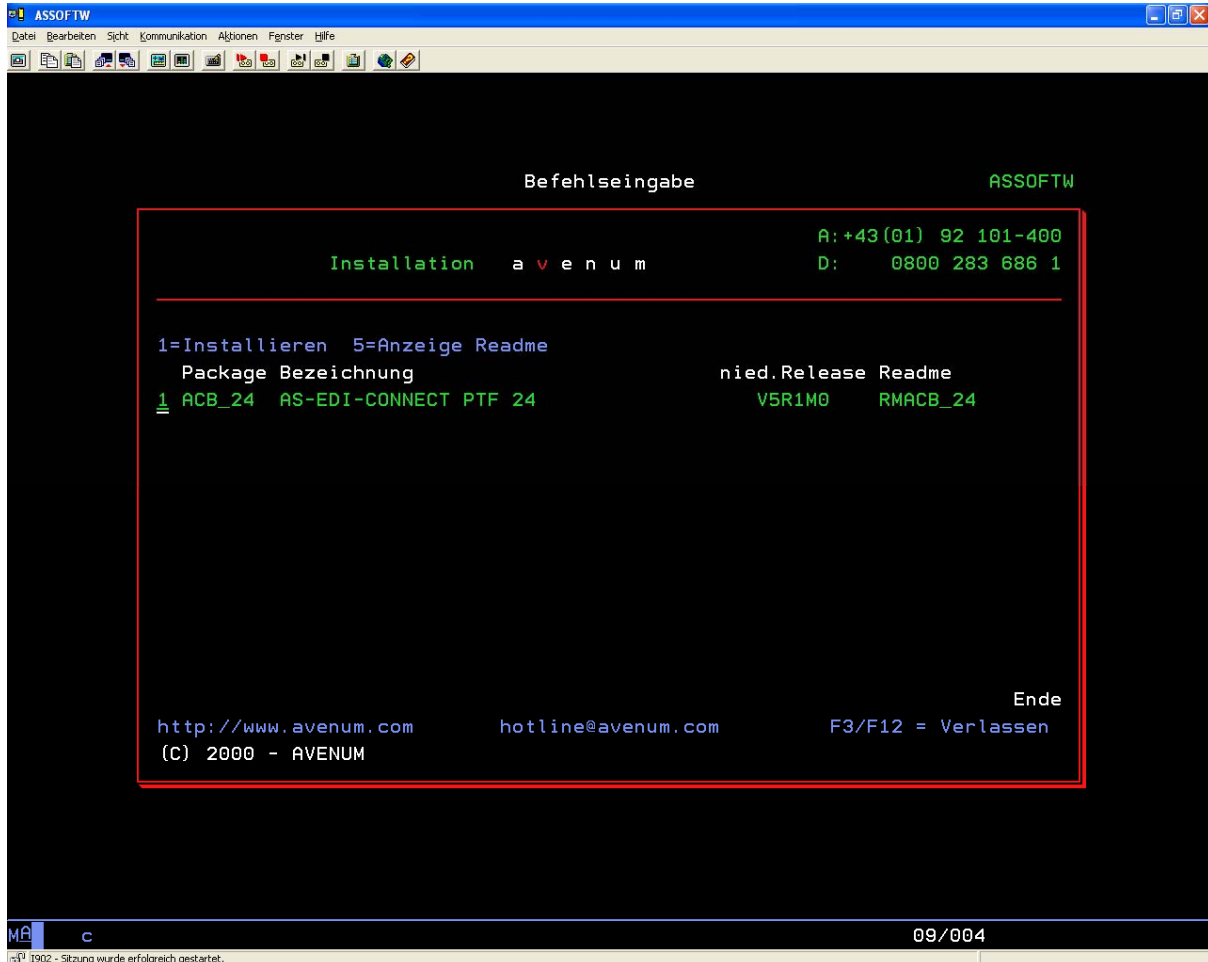 ASSOFTW
Datei Bearbeiten Sicht Kommunikation Aktionen Fenster Hilfe
Befehlseingabe ASSOFTW
A:+43(01) 92 101-400
Installation a v e n u m D: 0800 283 686 1
1=Installieren 5=Anzeige Readme
Package Bezeichnung nied.Release Readme
1 ACB_24 AS-EDI-CONNECT PTF 24 V5R1M0 RMACB_24
Ende
http://www.avenum.com hotline@avenum.com F3/F12 = Verlassen
(C) 2000 - AVENUM
MA c 09/004
I902 - Sitzung wurde erfolgreich gestartet.